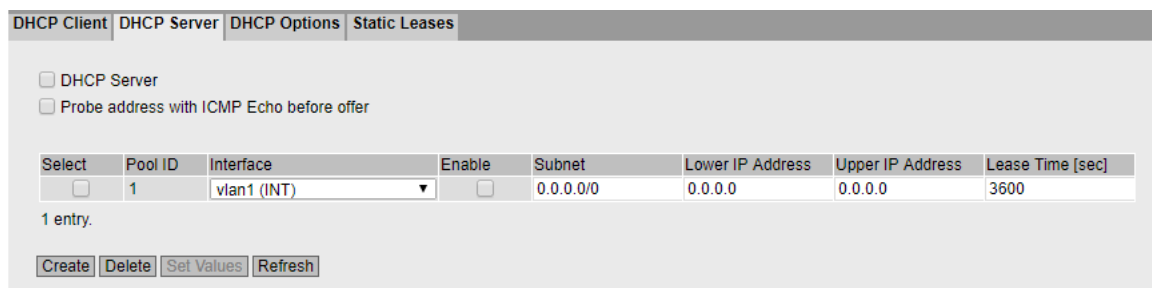 DHCP Client DHCP Server DHCP Options Static Leases
DHCP Server
Probe address with ICMP Echo before offer
Select Pool ID Interface Enable Subnet Lower IP Address Upper IP Address Lease Time [sec]
1 vlan1 (INT) 0.0.0.0/0 0.0.0.0 0.0.0.0 3600
1 entry.
Create Delete Set Values Refresh